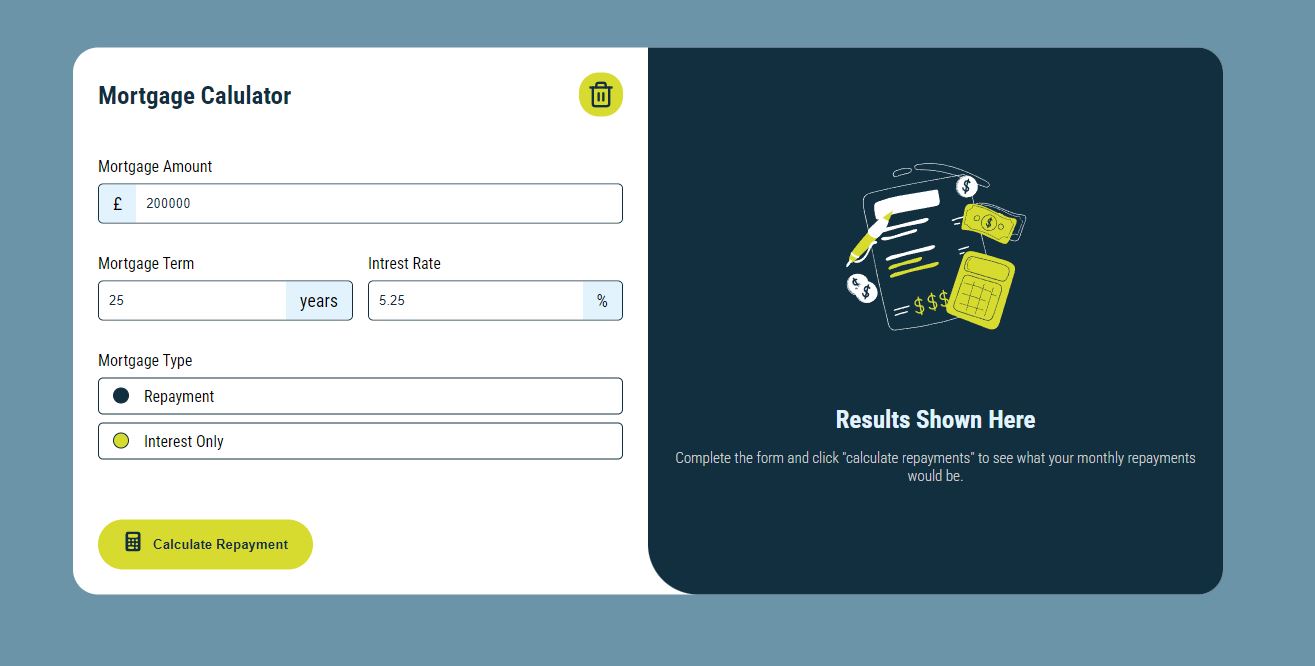 Mortgage Calulator
Mortgage Amount
£ 200000
Mortgage Term
Intrest Rate
25 years
5.25 %
Mortgage Type
Repayment
Interest Only
Calculate Repayment
$
$
$ $
$$$
Results Shown Here
Complete the form and click "calculate repayments" to see what your monthly repayments
would be.